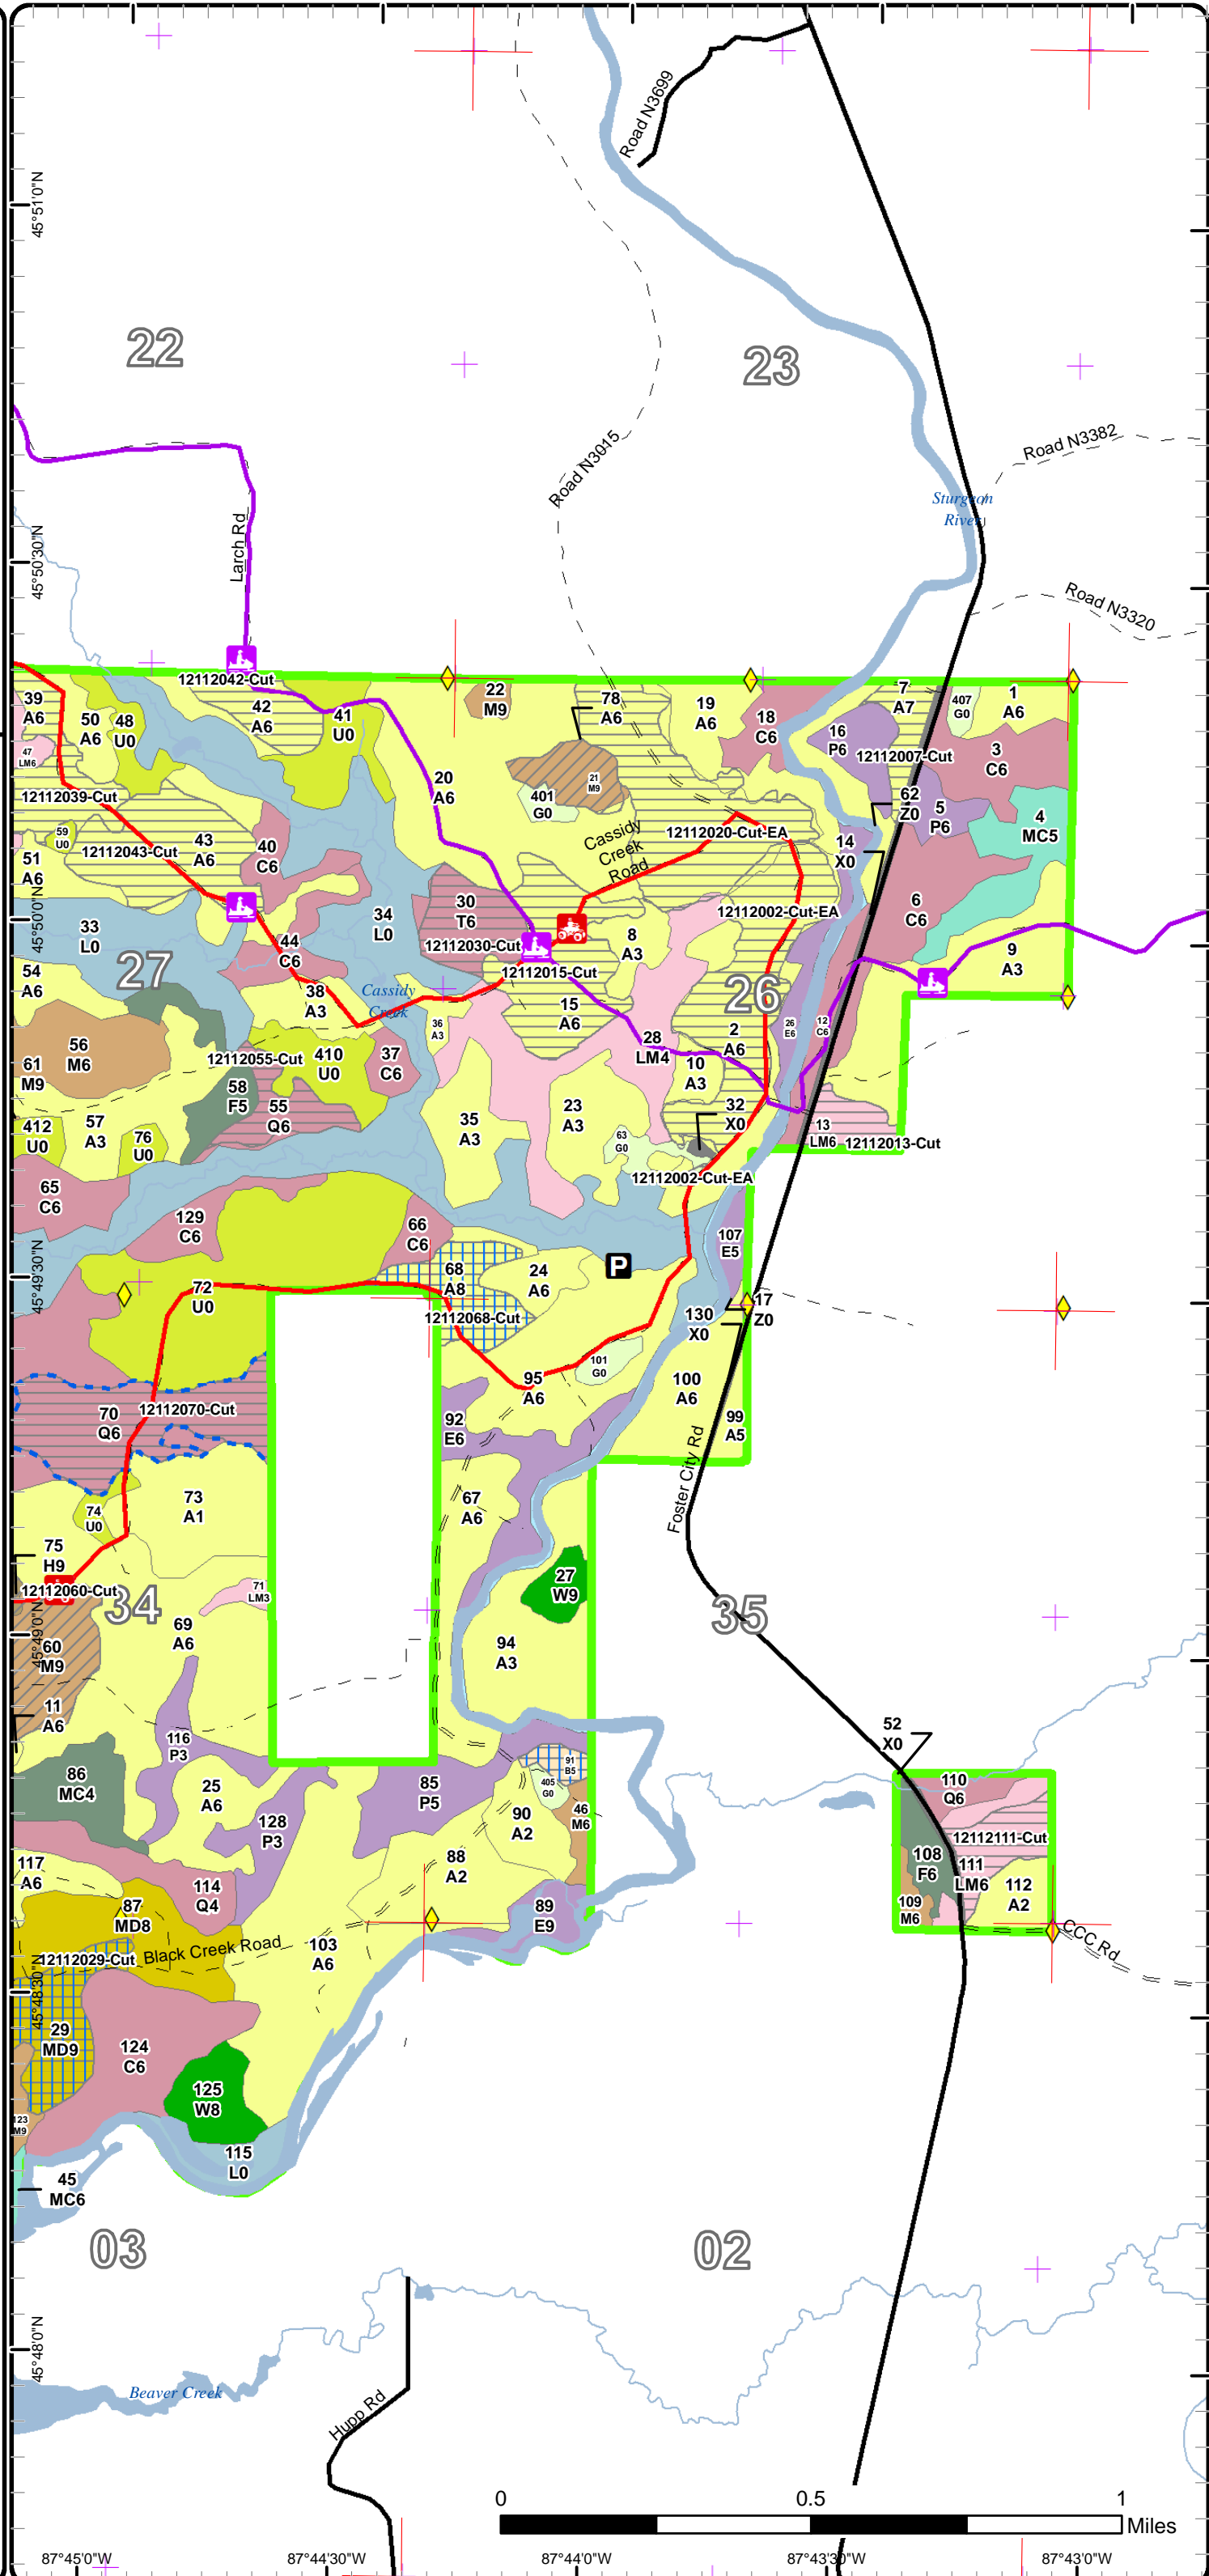 Road N3699
45°51'0"N
22
23
Road N3015
Road N3382
Sturgeon
River
45°50'30"N
Larch Rd
Road N3320
12112042-Cut
39
A6
50
A6
48
U0
42
A6
41
U0
22
M9
78
A6
19
A6
18
C6
7
A7
407
G0
1
A6
47
LM6
16
P6
12112007-Cut
3
C6
12112039-Cut
20
A6
21
M9
401
G0
62
Z0
5
P6
4
MC5
59
U0
12112043-Cut
43
A6
40
C6
Cassidy
Creek
Road
12112020-Cut-EA
14
X0
51
A6
45°50'0"N
33
L0
34
L0
30
T6
12112030-Cut
12112002-Cut-EA
6
C6
44
C6
8
A3
9
A3
27
54
A6
12112015-Cut
26
38
A3
Cassidy
Creek
15
A6
36
A3
28
LM4
2
A6
26
E6
12
C6
56
M6
12112055-Cut
410
U0
37
C6
61
M9
58
F5
10
A3
55
Q6
35
A3
23
A3
32
X0
412
U0
57
A3
76
U0
63
G0
13
LM6
12112013-Cut
65
C6
12112002-Cut-EA
129
C6
66
C6
107
E5
45°49'30"N
72
U0
68
A8
24
A6
P
12112068-Cut
17
Z0
130
X0
101
G0
95
A6
100
A6
99
A5
70
Q6
12112070-Cut
92
E6
Foster City Rd
73
A1
67
A6
74
U0
75
H9
12112060-Cut
34
71
LM3
27
W9
35
45°49'0"N
60
M9
69
A6
94
A3
11
A6
52
X0
116
P3
91
B5
86
MC4
25
A6
85
P5
405
G0
110
Q6
128
P3
90
A2
46
M6
12112111-Cut
108
F6
111
LM6
117
A6
88
A2
114
Q4
112
A2
109
M6
87
MD8
89
E9
CCC Rd
12112029-Cut
Black Creek Road
103
A6
45°48'30"N
29
MD9
124
C6
125
W8
123
M9
115
L0
45
MC6
03
02
45°48'0"N
Beaver Creek
Hupp Rd
0
0.5
1
Miles
87°45'0"W
87°44'30"W
87°44'0"W
87°43'30"W
87°43'0"W